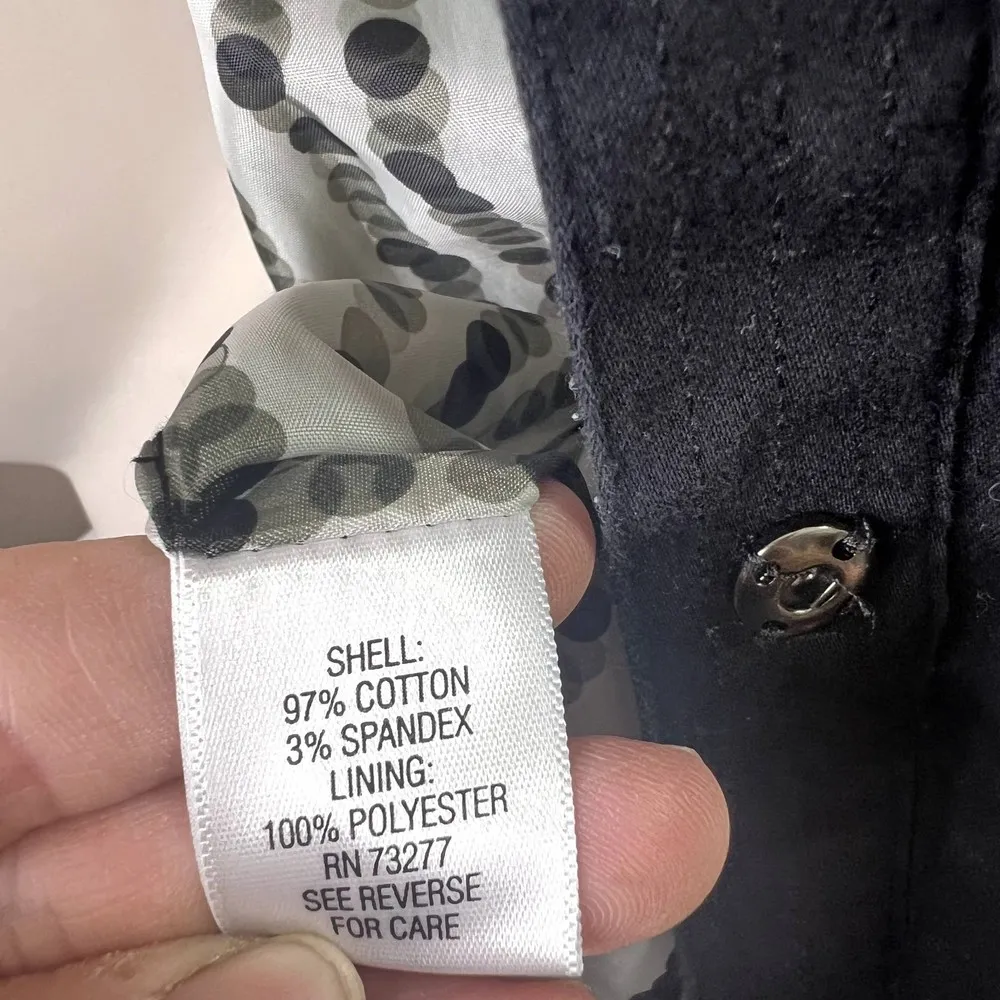 SHELL:
97% COTTON
3% SPANDEX
LINING:
100% POLYESTER
RN 73277
SEE REVERSE
FOR CARE